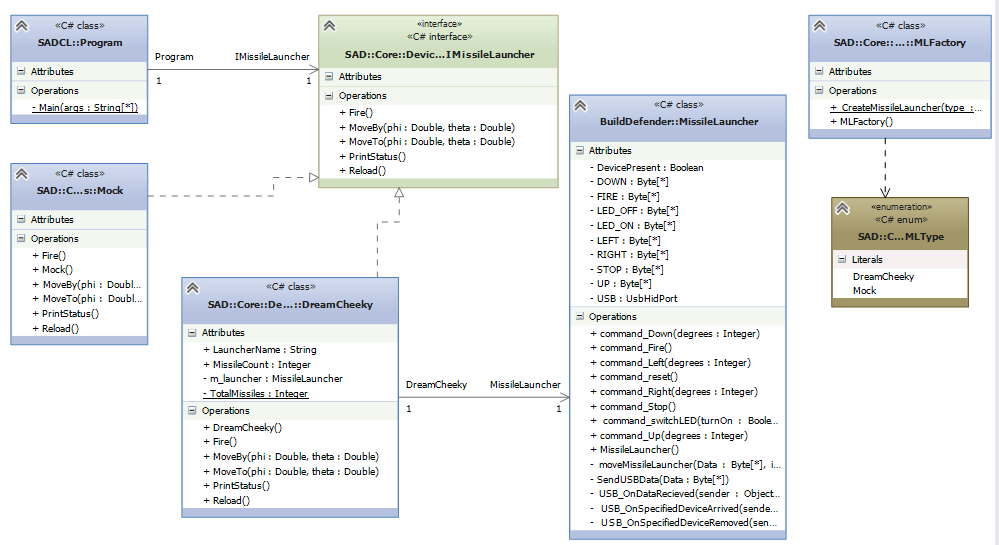 «C# class»
SADCL::Program
Attributes
Operations
- Main(args : String[*])
Program
IMissileLauncher
1
1
«interface»
«C# interface»
SAD::Core::Devic...IMissileLauncher
Attributes
Operations
+ Fire()
+ MoveBy(phi : Double, theta : Double)
+ MoveTo(phi : Double, theta : Double)
+ PrintStatus()
+ Reload()
«C# class»
SAD::Core:: ...::MLFactory
Attributes
Operations
+ CreateMissileLauncher(type :...
+ MLFactory()
«C# class»
SAD::C...s::Mock
Attributes
Operations
+ Fire()
+ Mock()
+ MoveBy(phi : Doubl...
+ MoveTo(phi : Doubl...
+ PrintStatus()
+ Reload()
«C# class»
BuildDefender::MissileLauncher
Attributes
- DevicePresent : Boolean
- DOWN : Byte[*]
- FIRE : Byte[*]
- LED_OFF : Byte[*]
- LED_ON : Byte[*]
- LEFT : Byte[*]
- RIGHT : Byte[*]
- STOP : Byte[*]
- UP : Byte[*]
- USB : UsbHidPort
Operations
+ command_Down(degrees : Integer)
+ command_Fire()
+ command_Left(degrees : Integer)
+ command_reset()
+ command_Right(degrees : Integer)
+ command_Stop()
+ command_switchLED(turnOn : Boole...
+ command_Up(degrees : Integer)
+ MissileLauncher()
- moveMissileLauncher(Data : Byte[*], i...
- SendUSBData(Data : Byte[*])
- USB_OnDataRecieved(sender : Object...
- USB_OnSpecifiedDeviceArrived(sende...
- USB_OnSpecifiedDeviceRemoved(sen...
«enumeration»
«C# enum»
SAD::C...MLType
Literals
DreamCheeky
Mock
«C# class»
SAD::Core::De...::DreamCheeky
Attributes
+ LauncherName : String
+ MissileCount : Integer
- m_launcher : MissileLauncher
- TotalMissiles : Integer
Operations
+ DreamCheeky()
+ Fire()
+ MoveBy(phi : Double, theta : Double)
+ MoveTo(phi : Double, theta : Double)
+ PrintStatus()
+ Reload()
DreamCheeky
MissileLauncher
1
1